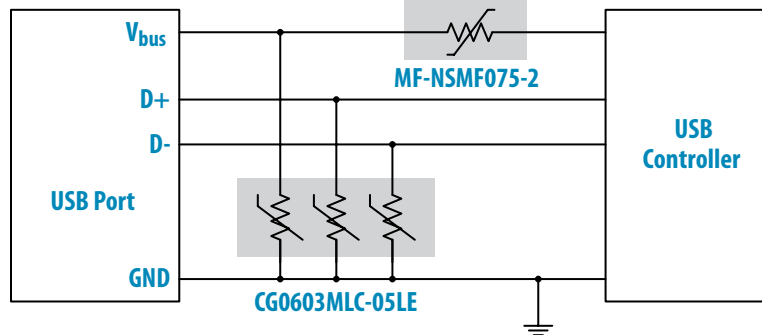 Vbus
MF-NSMF075-2
D+
D-
USB Port
USB
Controller
GND
CG0603MLC-05LE